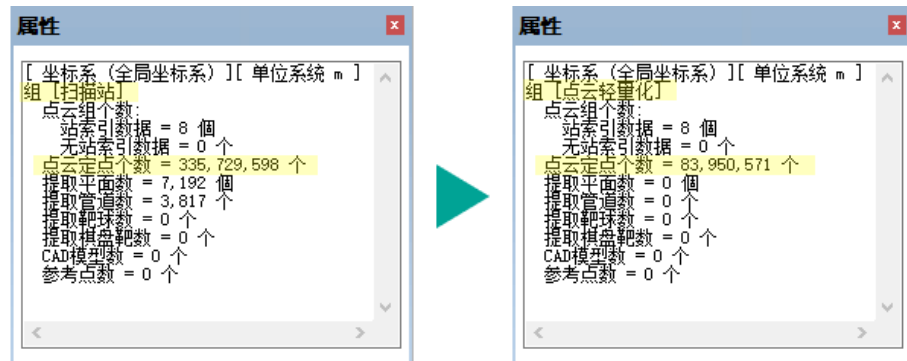 属性
x
[ 坐标系（全局坐标系）][ 单位系统 m ]
组 [扫描站]
点云组个数:
站索引数据 = 8 個
无站索引数据 = 0 个
点云定点个数 = 335,729,598 个
提取平面数 = 7,192 個
提取管道数 = 3,817 个
提取靶球数 = 0 个
提取棋盘靶数 = 0 个
CAD模型数 = 0 个
参考点数 = 0 个
属性
x
[ 坐标系（全局坐标系）][ 单位系统 m ]
组 [点云轻量化]
点云组个数:
站索引数据 = 8 個
无站索引数据 = 0 个
点云定点个数 = 83,950,571 个
提取平面数 = 0 個
提取管道数 = 0 个
提取靶球数 = 0 个
提取棋盘靶数 = 0 个
CAD模型数 = 0 个
参考点数 = 0 个